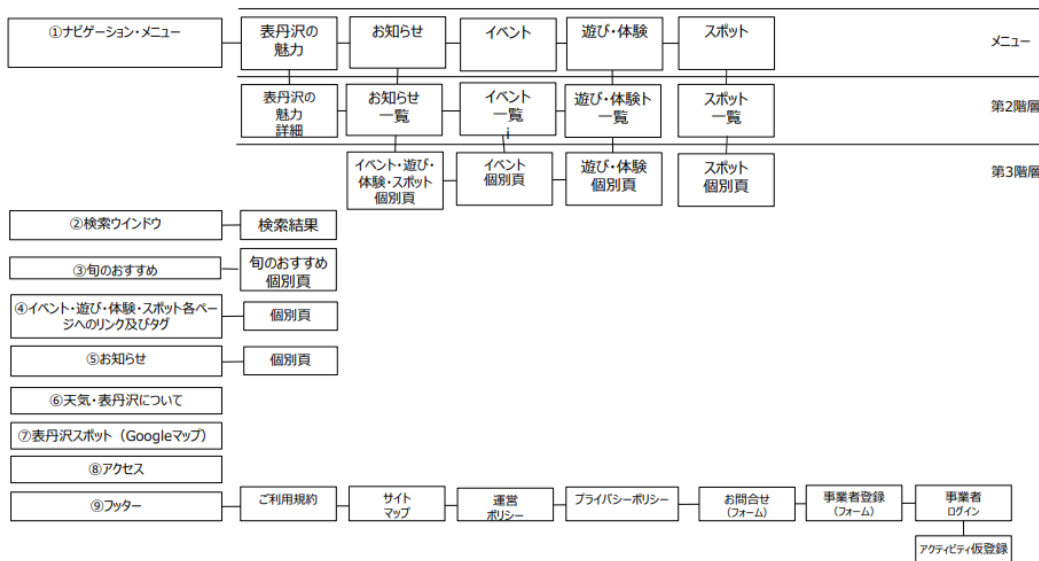 ①ナビゲーション・メニュー
表丹沢の
魅力
お知らせ
イベント
遊び・体験
スポット
メニュー
表丹沢の
魅力
詳細
お知らせ
一覧
イベント
一覧
i
遊び・体験ト
一覧
スポット
一覧
第2階層
イベント・遊び・
体験・スポット
個別頁
イベント
個別頁
遊び・体験
個別頁
スポット
個別頁
第3階層
②検索ウインドウ
検索結果
③旬のおすすめ
旬のおすすめ
個別頁
④イベント・遊び・体験・スポット各ペー
ジへのリンク及びタグ
個別頁
⑤お知らせ
個別頁
⑥天気・表丹沢について
⑦表丹沢スポット（Googleマップ）
⑧アクセス
⑨フッター
ご利用規約
サイト
マップ
運営
ポリシー
プライバシーポリシー
お問合せ
（フォーム）
事業者登録
（フォーム）
事業者
ログイン
アクティビティ仮登録